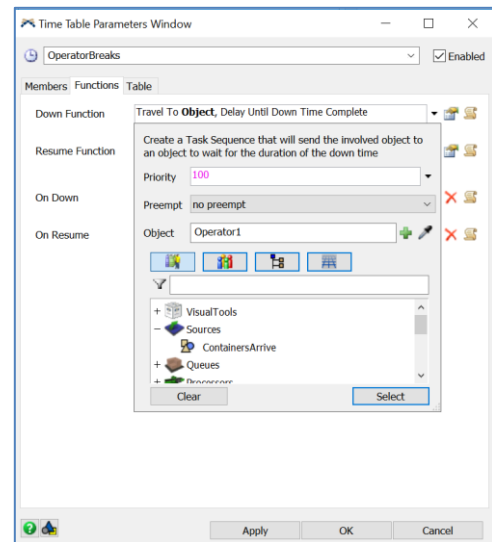 Time Table Parameters Window
OperatorBreaks
Enabled
Members Functions Table
Down Function Travel To Object, Delay Until Down Time Complete
Create a Task Sequence that will send the involved object to
Resume Function an object to wait for the duration of the down time
Priority 100
On Down Preempt no preempt
On Resume Object Operator1
+ VisualTools
− Sources
ContainersArrive
+ Queues
+ Processors
Clear Select
Apply OK Cancel